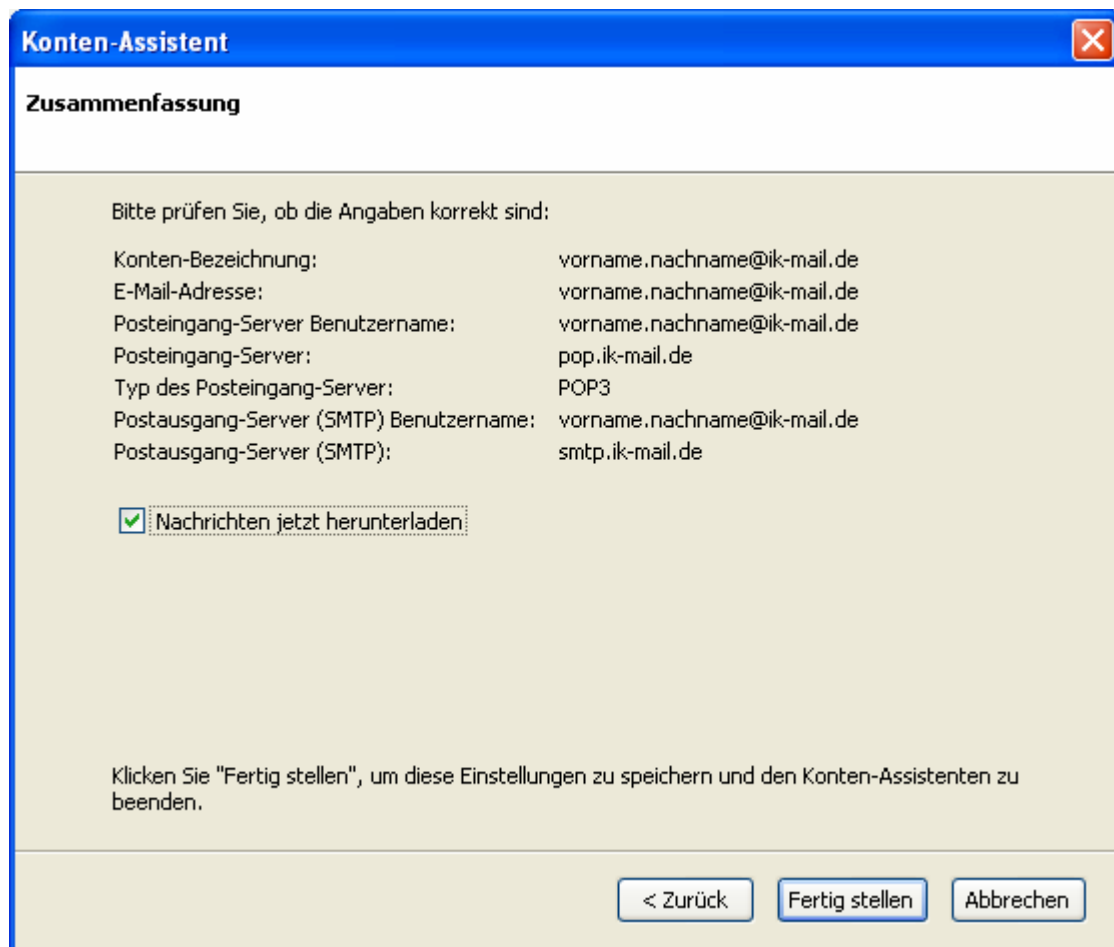 Konten-Assistent
Zusammenfassung
Bitte prüfen Sie, ob die Angaben korrekt sind:
Konten-Bezeichnung: vorname.nachname@ik-mail.de
E-Mail-Adresse: vorname.nachname@ik-mail.de
Posteingang-Server Benutzername: vorname.nachname@ik-mail.de
Posteingang-Server: pop.ik-mail.de
Typ des Posteingang-Server: POP3
Postausgang-Server (SMTP) Benutzername: vorname.nachname@ik-mail.de
Postausgang-Server (SMTP): smtp.ik-mail.de
Nachrichten jetzt herunterladen
Klicken Sie "Fertig stellen", um diese Einstellungen zu speichern und den Konten-Assistenten zu
beenden.
< Zurück Fertig stellen Abbrechen